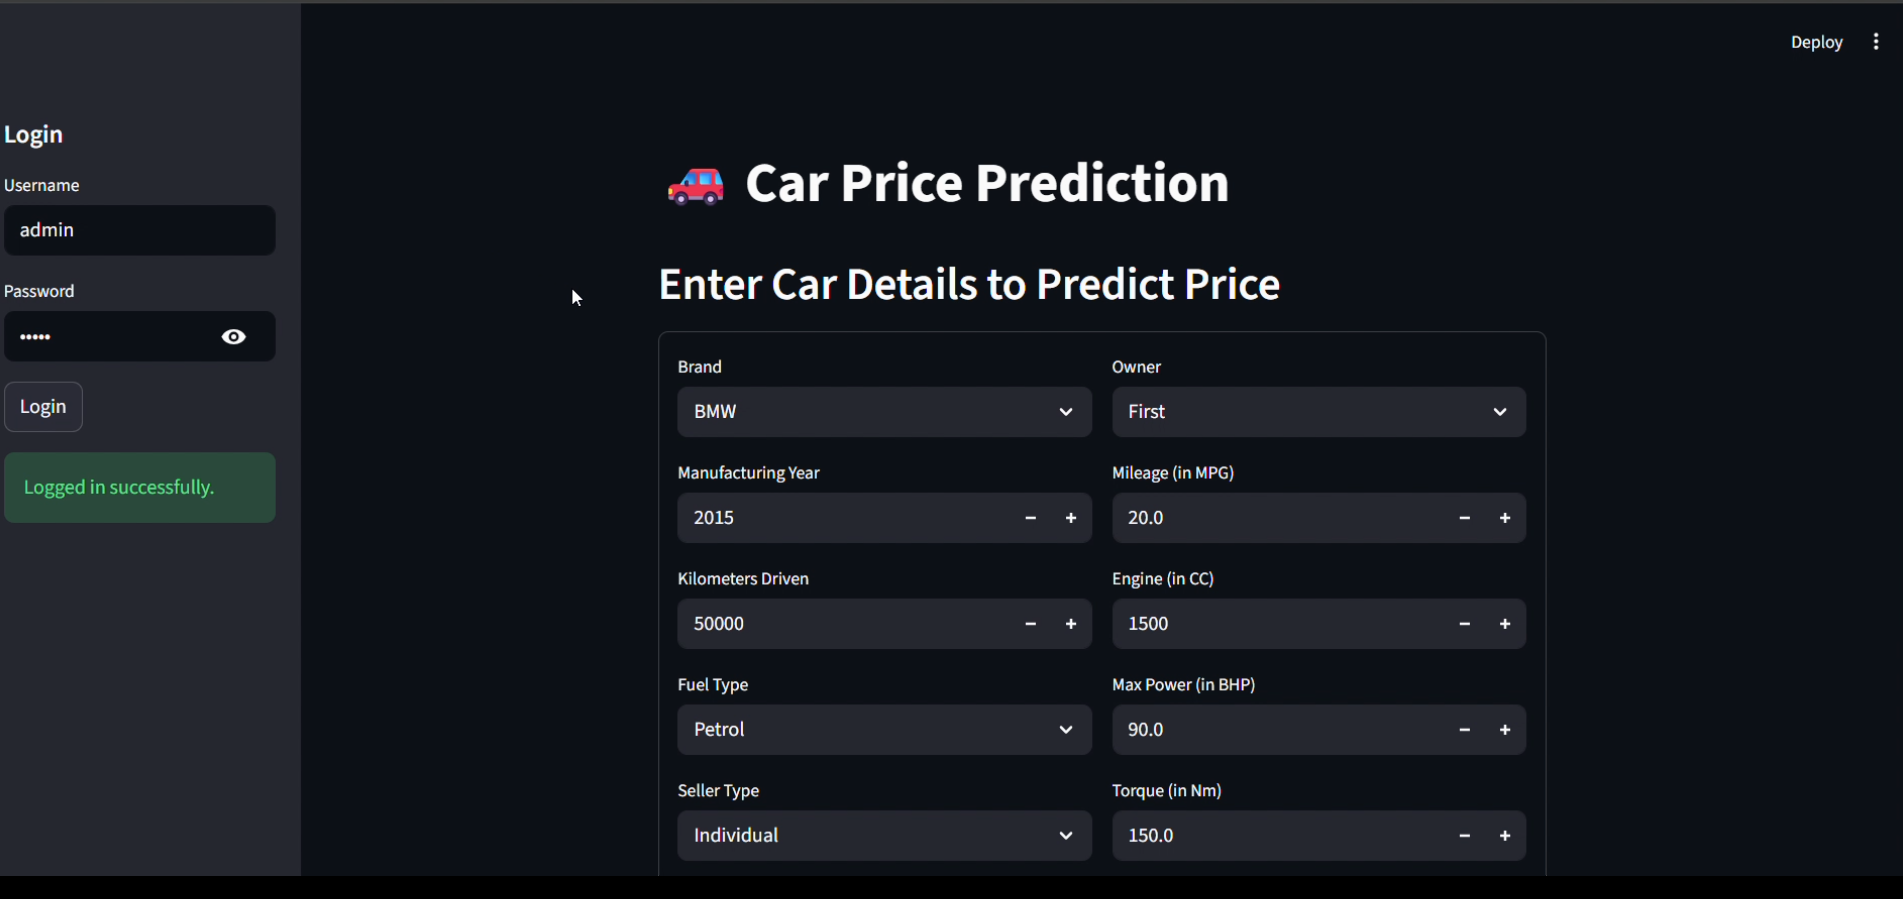 Deploy
Login
Username
admin
Password
•••••
Login
Logged in successfully.
Car Price Prediction
Enter Car Details to Predict Price
Brand
BMW
Owner
First
Manufacturing Year
2015
Mileage (in MPG)
20.0
Kilometers Driven
50000
Engine (in CC)
1500
Fuel Type
Petrol
Max Power (in BHP)
90.0
Seller Type
Individual
Torque (in Nm)
150.0